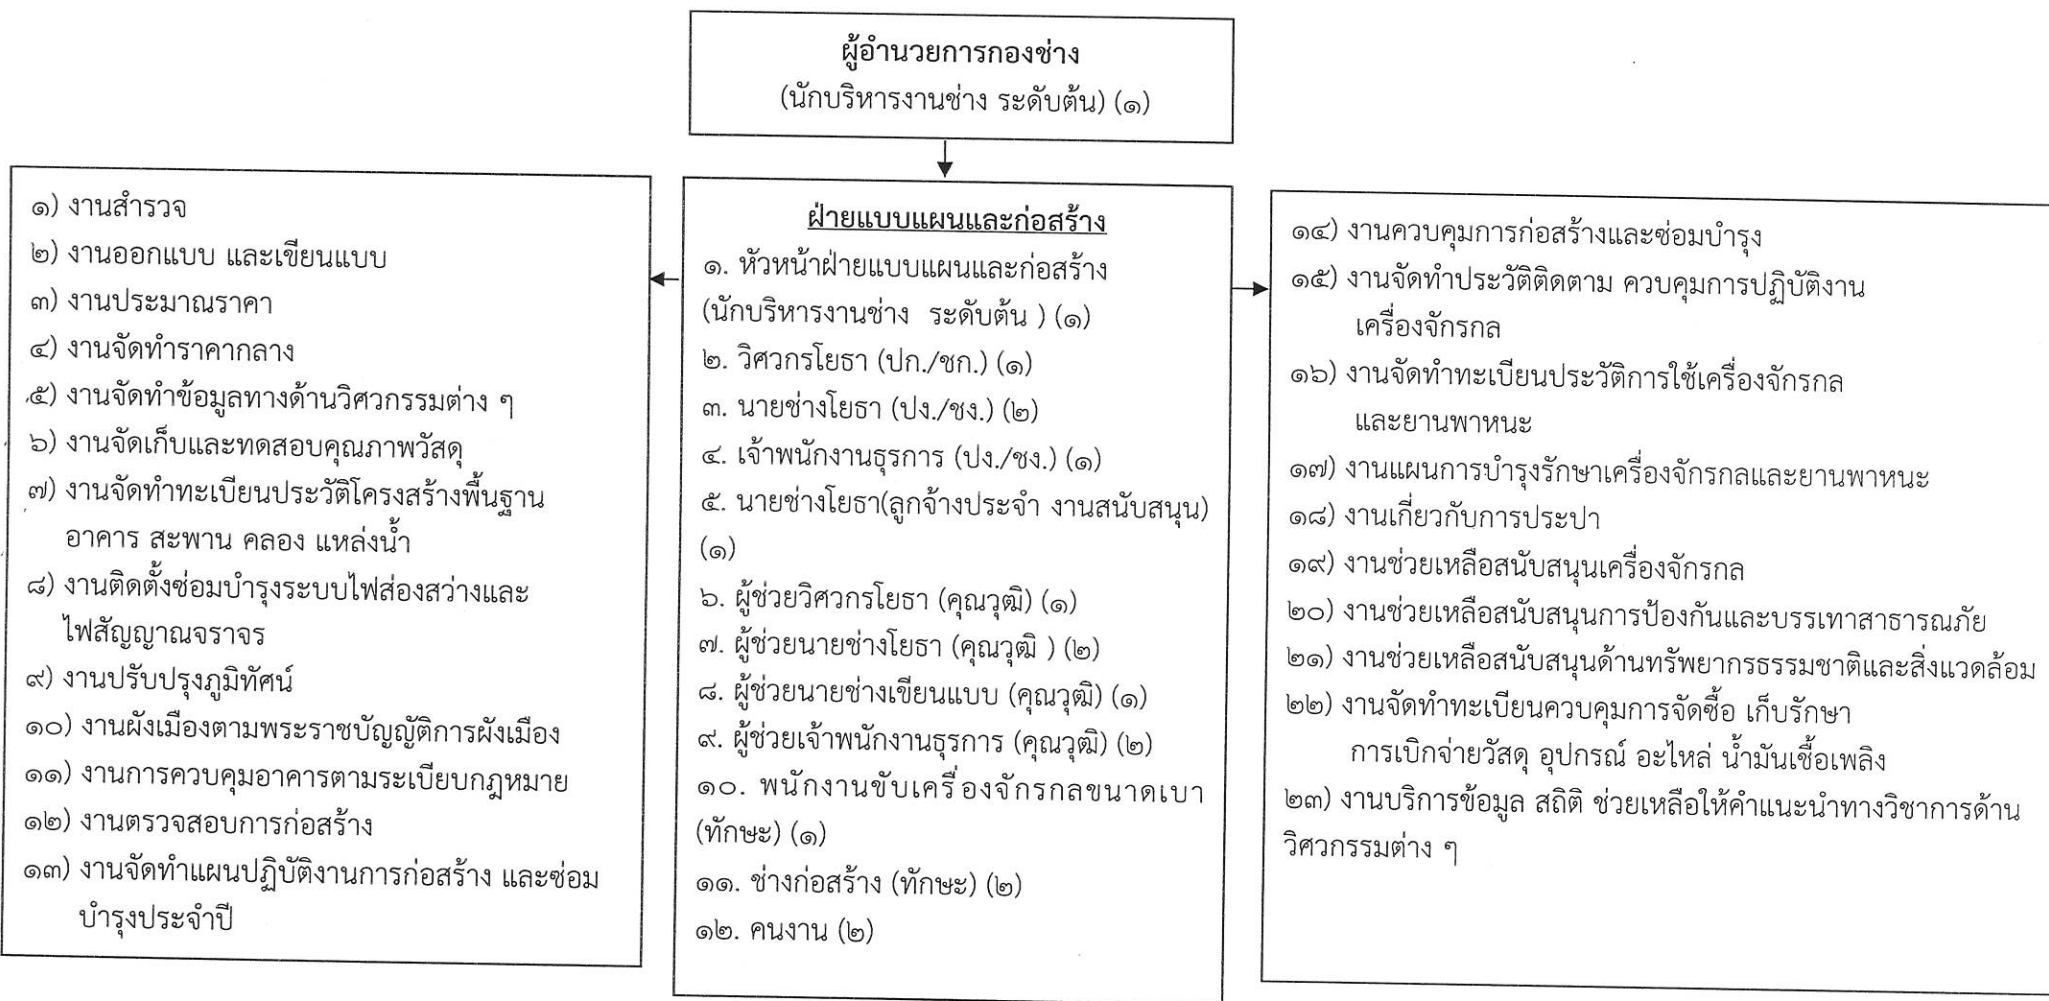 ผู้อำนวยการกองช่าง
(นักบริหารงานช่าง ระดับต้น) (๑)
๑) งานสำรวจ
๒) งานออกแบบ และเขียนแบบ
๓) งานประมาณราคา
๔) งานจัดทำราคากลาง
๕) งานจัดทำข้อมูลทางด้านวิศวกรรมต่าง ๆ
๖) งานจัดเก็บและทดสอบคุณภาพวัสดุ
๗) งานจัดทำทะเบียนประวัติโครงสร้างพื้นฐาน
อาคาร สะพาน คลอง แหล่งน้ำ
๘) งานติดตั้งซ่อมบำรุงระบบไฟส่องสว่างและ
ไฟสัญญาณจราจร
๙) งานปรับปรุงภูมิทัศน์
๑๐) งานผังเมืองตามพระราชบัญญัติการผังเมือง
๑๑) งานการควบคุมอาคารตามระเบียบกฎหมาย
๑๒) งานตรวจสอบการก่อสร้าง
๑๓) งานจัดทำแผนปฏิบัติงานการก่อสร้าง และซ่อม
บำรุงประจำปี
ฝ่ายแบบแผนและก่อสร้าง
๑. หัวหน้าฝ่ายแบบแผนและก่อสร้าง
(นักบริหารงานช่าง ระดับต้น ) (๑)
๒. วิศวกรโยธา (ปก./ชก.) (๑)
๓. นายช่างโยธา (ปง./ชง.) (๒)
๔. เจ้าพนักงานธุรการ (ปง./ชง.) (๑)
๕. นายช่างโยธา(ลูกจ้างประจำ งานสนับสนุน)
(๑)
๖. ผู้ช่วยวิศวกรโยธา (คุณวุฒิ) (๑)
๗. ผู้ช่วยนายช่างโยธา (คุณวุฒิ ) (๒)
๘. ผู้ช่วยนายช่างเขียนแบบ (คุณวุฒิ) (๑)
๙. ผู้ช่วยเจ้าพนักงานธุรการ (คุณวุฒิ) (๒)
๑๐. พนักงานขับเครื่องจักรกลขนาดเบา
(ทักษะ) (๑)
๑๑. ช่างก่อสร้าง (ทักษะ) (๒)
๑๒. คนงาน (๒)
๑๔) งานควบคุมการก่อสร้างและซ่อมบำรุง
๑๕) งานจัดทำประวัติติดตาม ควบคุมการปฏิบัติงาน
เครื่องจักรกล
๑๖) งานจัดทำทะเบียนประวัติการใช้เครื่องจักรกล
และยานพาหนะ
๑๗) งานแผนการบำรุงรักษาเครื่องจักรกลและยานพาหนะ
๑๘) งานเกี่ยวกับการประปา
๑๙) งานช่วยเหลือสนับสนุนเครื่องจักรกล
๒๐) งานช่วยเหลือสนับสนุนการป้องกันและบรรเทาสาธารณภัย
๒๑) งานช่วยเหลือสนับสนุนด้านทรัพยากรธรรมชาติและสิ่งแวดล้อม
๒๒) งานจัดทำทะเบียนควบคุมการจัดซื้อ เก็บรักษา
การเบิกจ่ายวัสดุ อุปกรณ์ อะไหล่ น้ำมันเชื้อเพลิง
๒๓) งานบริการข้อมูล สถิติ ช่วยเหลือให้คำแนะนำทางวิชาการด้าน
วิศวกรรมต่าง ๆ